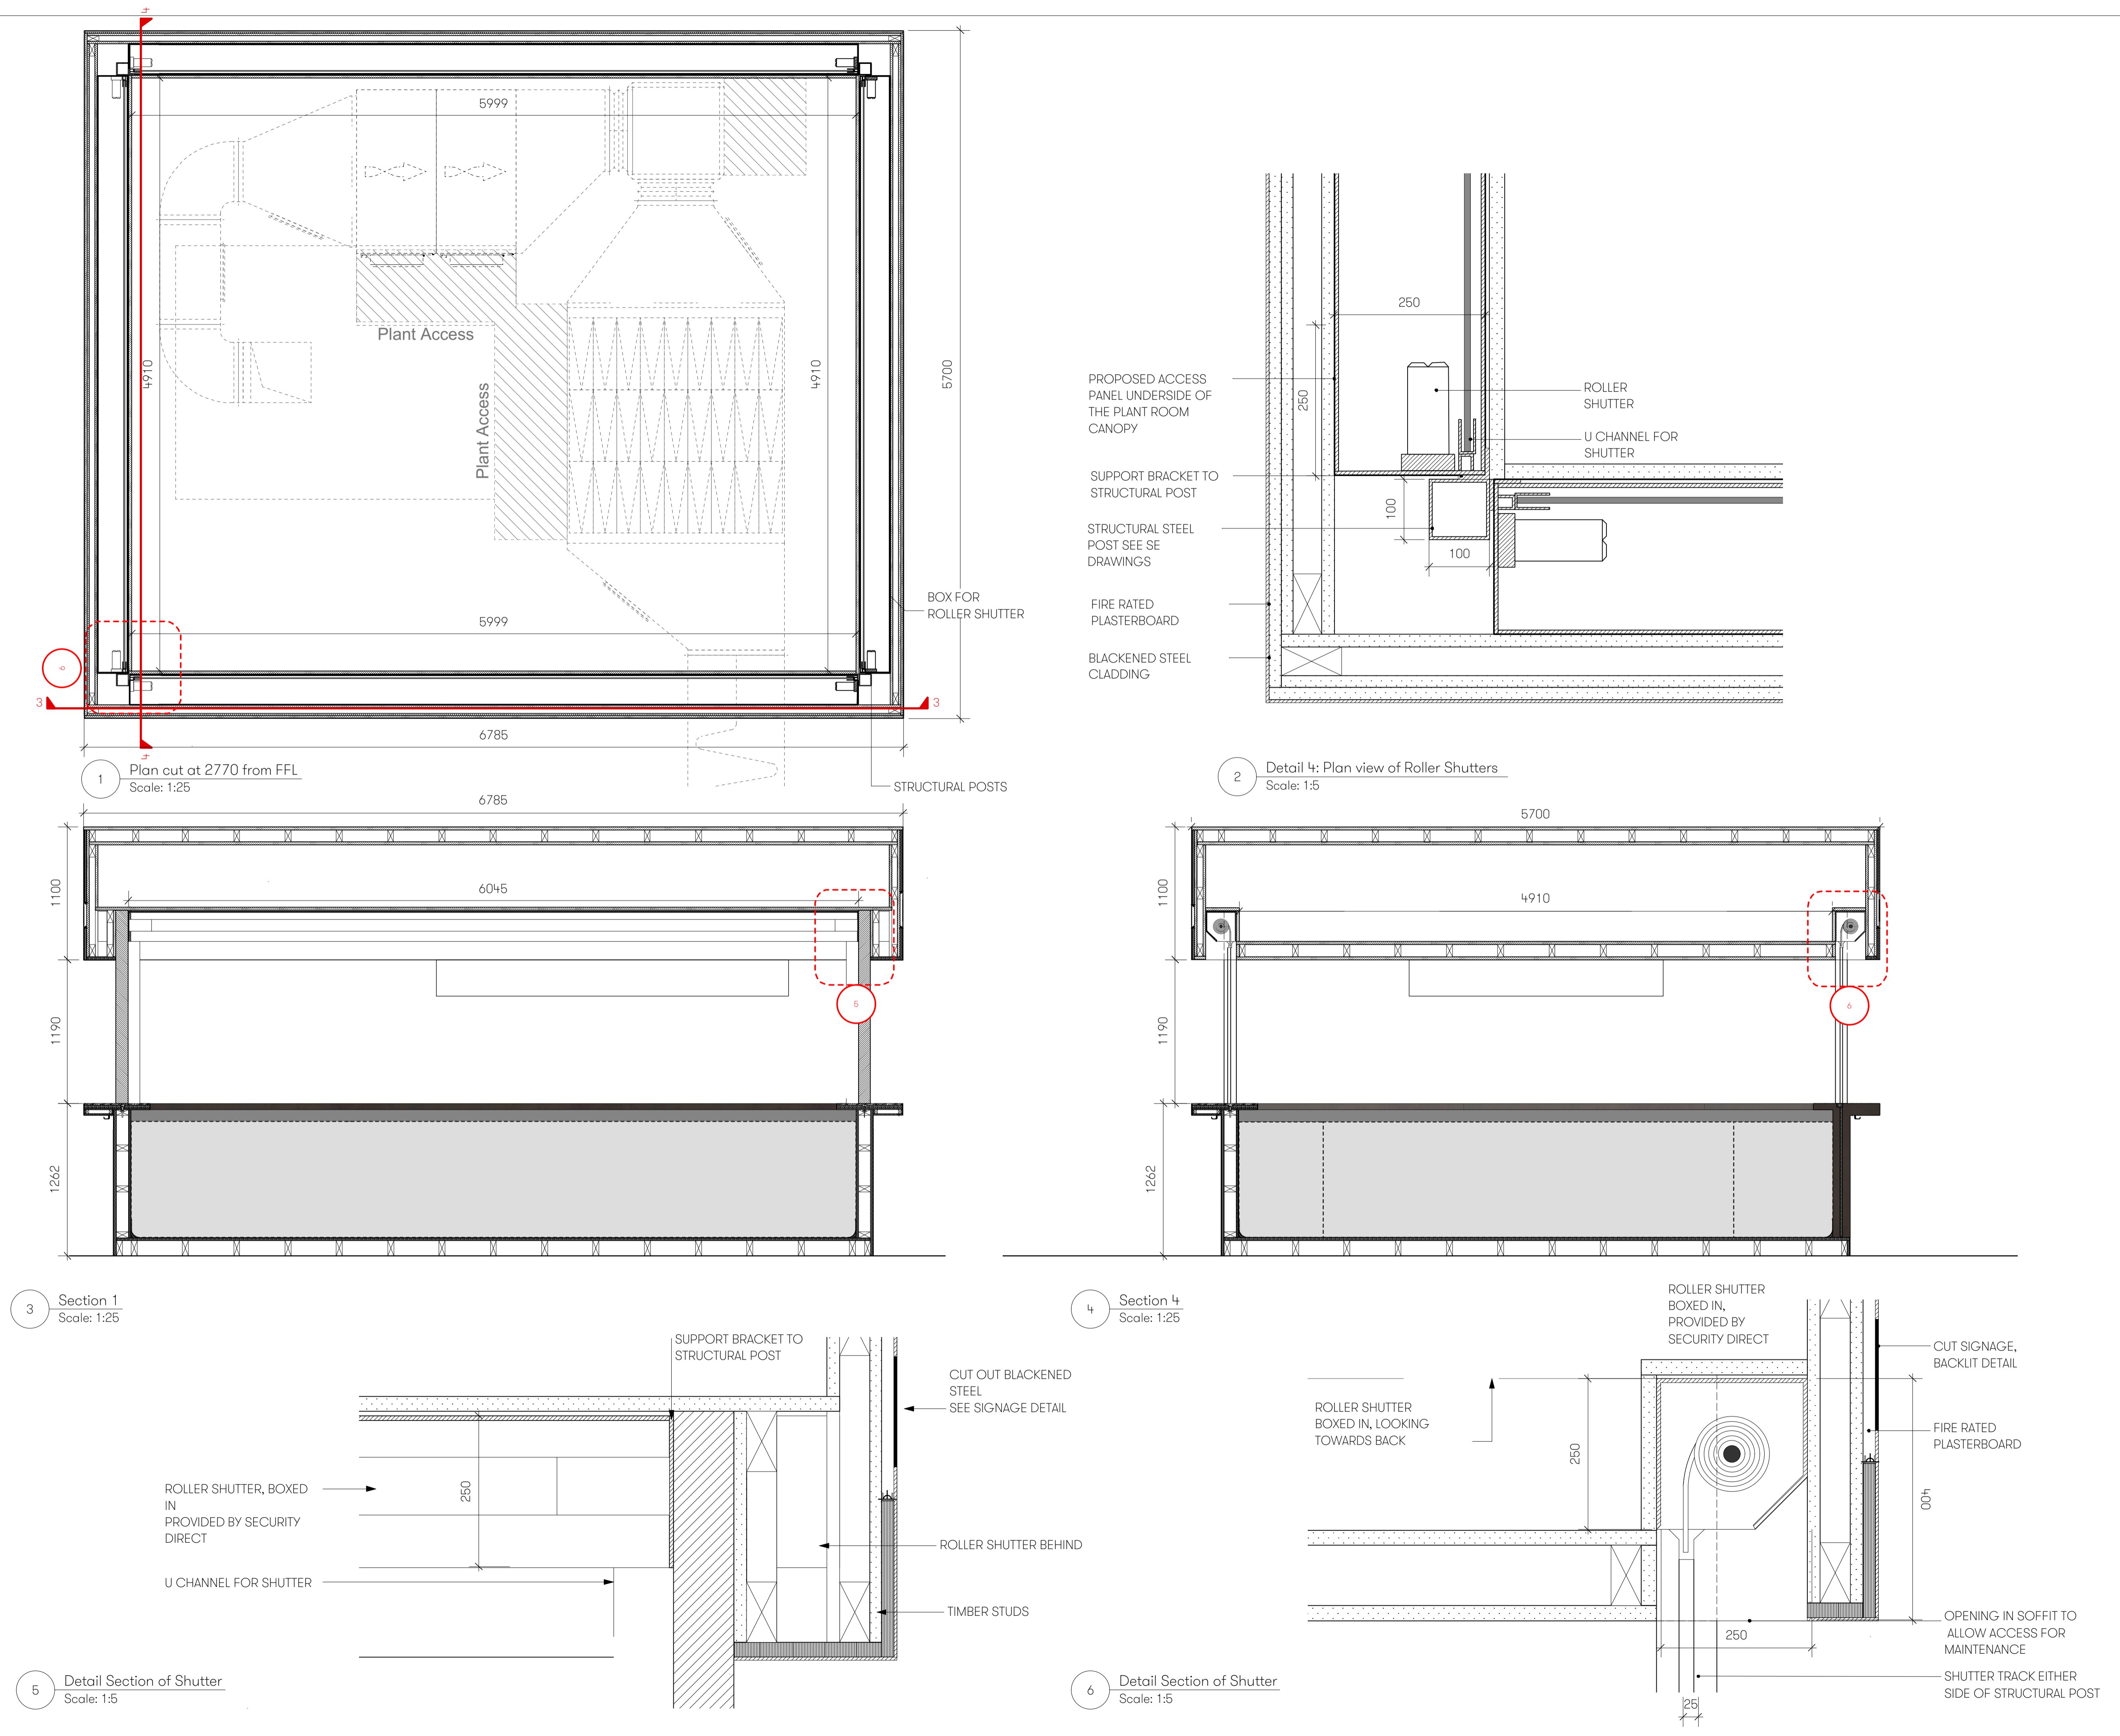 4
5999
4910
4910
5700
Plant Access
Plant Access
5999
BOX FOR
ROLLER SHUTTER
3
3
6785
4
1
Plan cut at 2770 from FFL
Scale: 1:25
STRUCTURAL POSTS
250
250
PROPOSED ACCESS
PANEL UNDERSIDE OF
THE PLANT ROOM
CANOPY
ROLLER
SHUTTER
U CHANNEL FOR
SHUTTER
SUPPORT BRACKET TO
STRUCTURAL POST
100
STRUCTURAL STEEL
POST SEE SE
DRAWINGS
100
FIRE RATED
PLASTERBOARD
BLACKENED STEEL
CLADDING
2
Detail 4: Plan view of Roller Shutters
Scale: 1:5
6785
1100
6045
5
1190
1262
3
Section 1
Scale: 1:25
5700
1100
4910
6
1190
1262
4
Section 4
Scale: 1:25
SUPPORT BRACKET TO
STRUCTURAL POST
CUT OUT BLACKENED
STEEL
SEE SIGNAGE DETAIL
ROLLER SHUTTER, BOXED
IN
PROVIDED BY SECURITY
DIRECT
250
ROLLER SHUTTER BEHIND
U CHANNEL FOR SHUTTER
TIMBER STUDS
5
Detail Section of Shutter
Scale: 1:5
ROLLER SHUTTER
BOXED IN,
PROVIDED BY
SECURITY DIRECT
CUT SIGNAGE,
BACKLIT DETAIL
ROLLER SHUTTER
BOXED IN, LOOKING
TOWARDS BACK
250
FIRE RATED
PLASTERBOARD
400
OPENING IN SOFFIT TO
ALLOW ACCESS FOR
MAINTENANCE
250
SHUTTER TRACK EITHER
SIDE OF STRUCTURAL POST
25
6
Detail Section of Shutter
Scale: 1:5